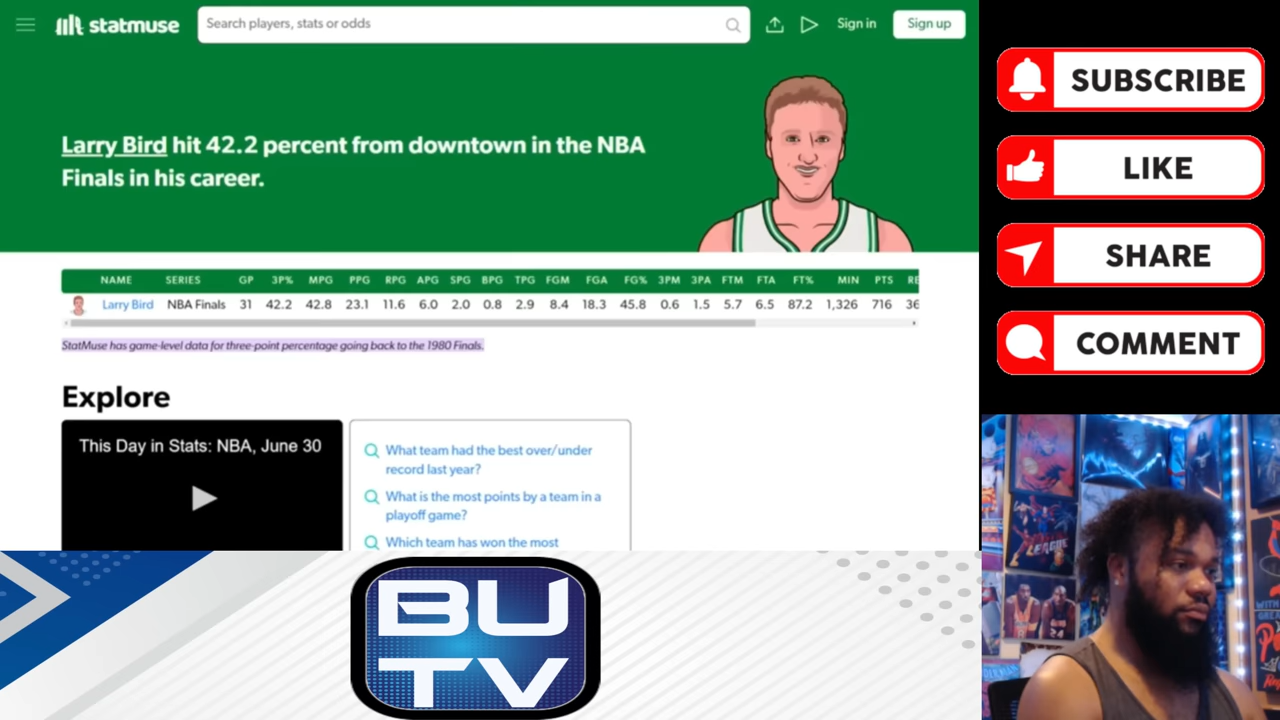 statmuse
Search players, stats or odds
Sign in
Sign up
Larry Bird hit 42.2 percent from downtown in the NBA
Finals in his career.
NAME SERIES GP 3P% MPG PPG RPG APG SPG BPG TPG FGM FGA FG% 3PM 3PA FTM FTA FT% MIN PTS RE
Larry Bird NBA Finals 31 42.2 42.8 23.1 11.6 6.0 2.0 0.8 2.9 8.4 18.3 45.8 0.6 1.5 5.7 6.5 87.2 1,326 716 36
StatMuse has game-level data for three-point percentage going back to the 1980 Finals.
Explore
This Day in Stats: NBA, June 30
What team had the best over/under
record last year?
What is the most points by a team in a
playoff game?
Which team has won the most
BU
TV
SUBSCRIBE
LIKE
SHARE
COMMENT